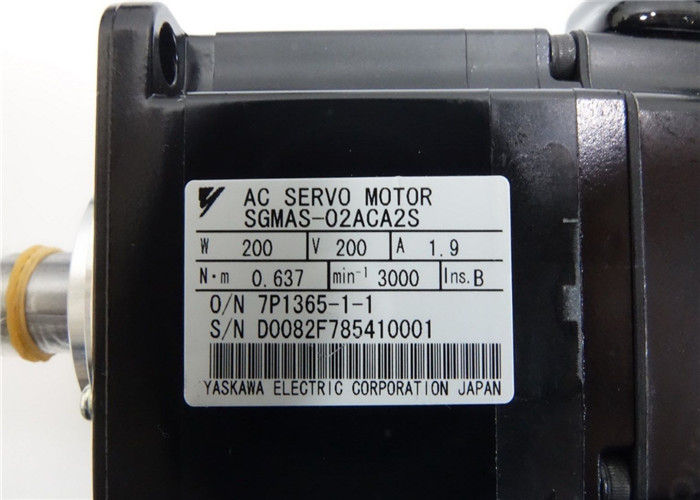 AC SERVO MOTOR
SGMAS-02ACA2S
W 200 V 200 A 1.9
N·m 0.637 min⁻¹ 3000 Ins.B
O/N 7P1365-1-1
S/N D0082F785410001
YASKAWA ELECTRIC CORPORATION JAPAN